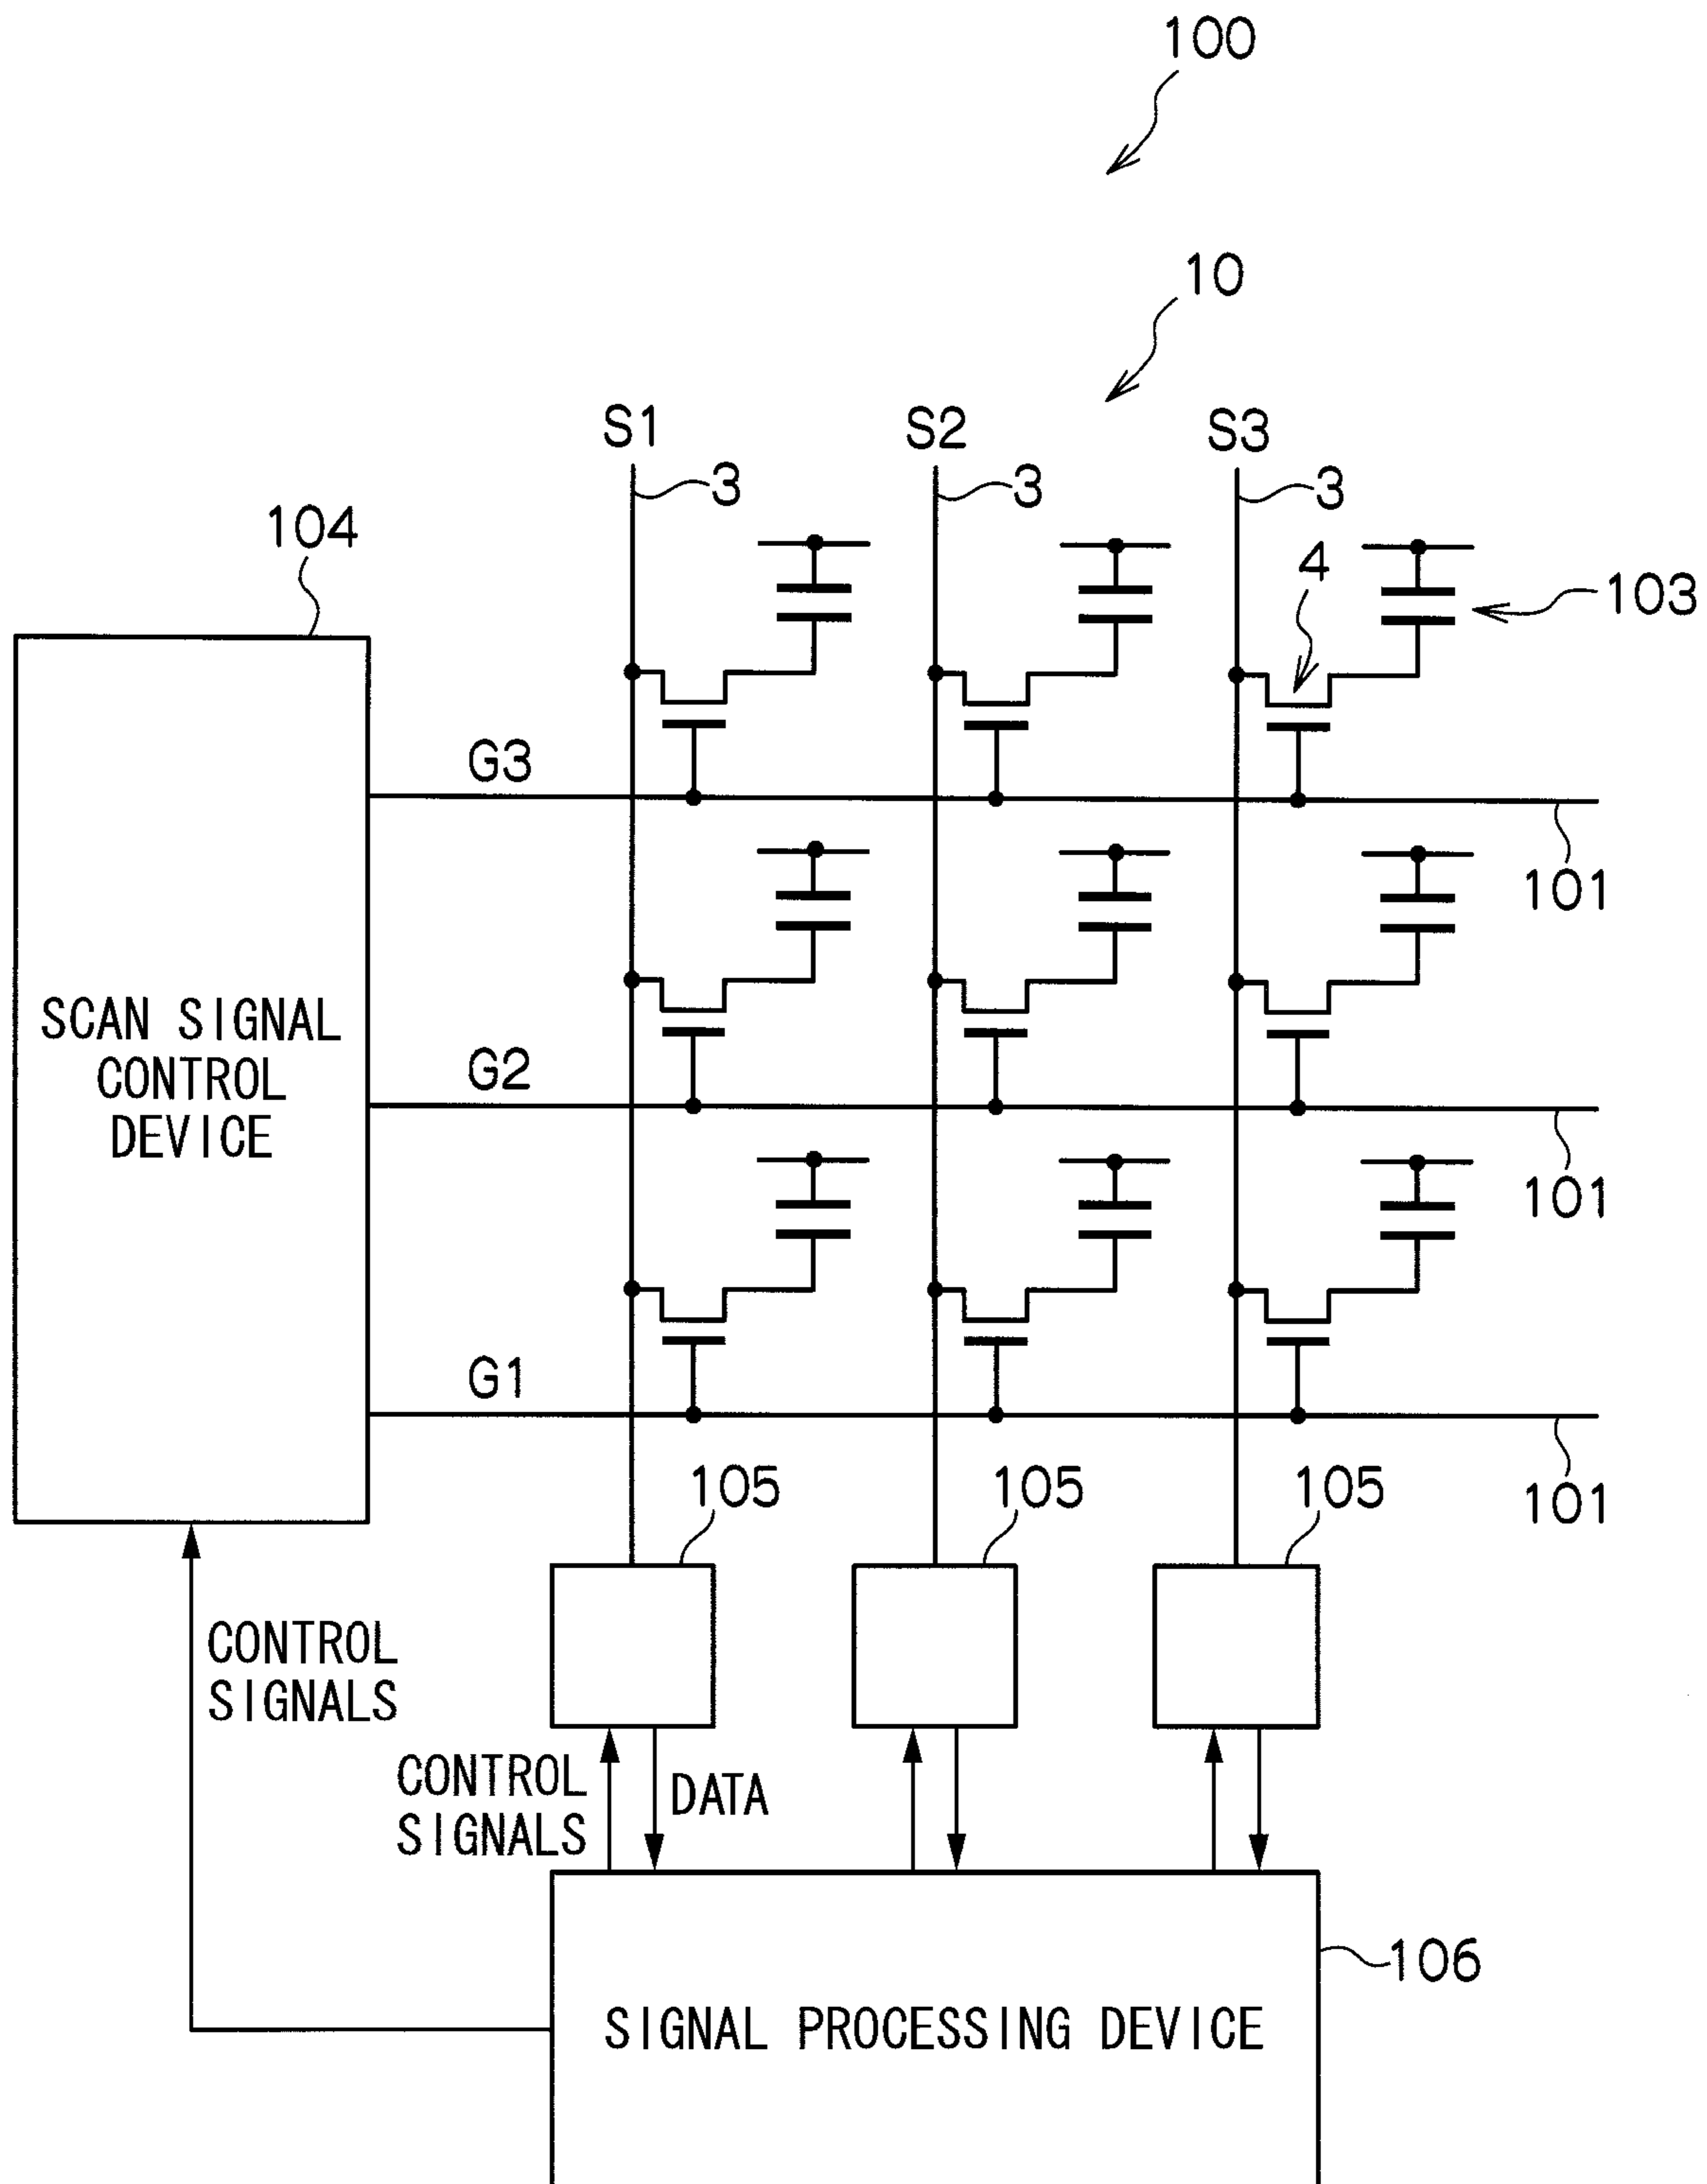 100
10
S1
S2
S3
3
3
3
104
4
103
G3
101
SCAN SIGNAL
CONTROL
DEVICE
G2
101
G1
101
105
105
105
CONTROL
SIGNALS
CONTROL
SIGNALS
DATA
106
SIGNAL PROCESSING DEVICE